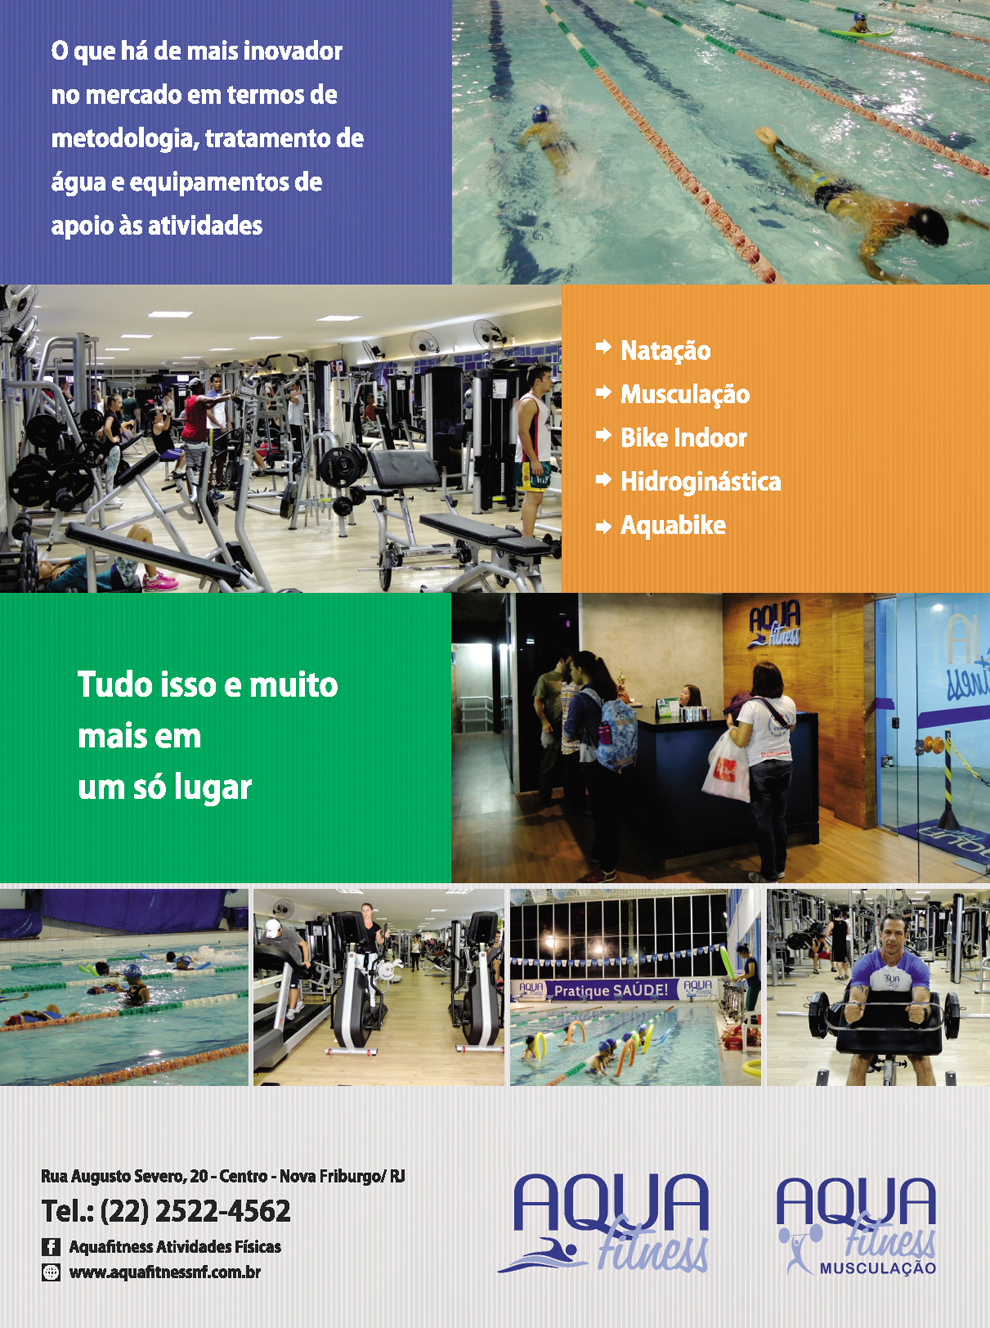 O que há de mais inovador
no mercado em termos de
metodologia, tratamento de
água e equipamentos de
apoio às atividades
Natação
Musculação
Bike Indoor
Hidroginástica
Aquabike
AQUA
fitness
Tudo isso e muito
mais em
um só lugar
AQUA Pratique SAÚDE! AQUA
Rua Augusto Severo, 20 - Centro - Nova Friburgo/ RJ
Tel.: (22) 2522-4562
Aquafitness Atividades Físicas
www.aquafitnessnf.com.br
AQUA
fitness
AQUA
fitness
MUSCULAÇÃO